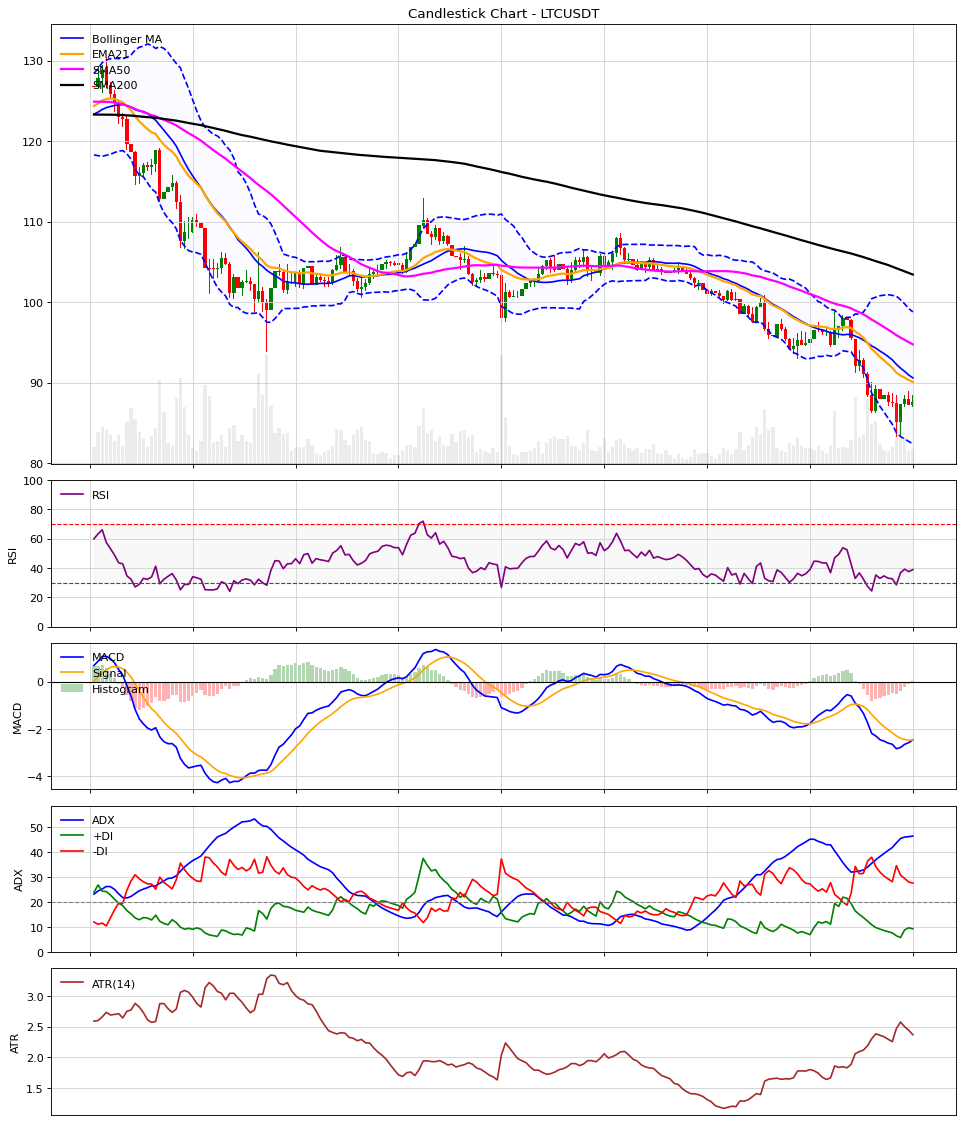 Candlestick Chart - LTCUSDT
Bollinger MA
EMA21
SMA50
SMA200
130
120
110
100
90
80
RSI
100
80
60
40
20
0
RSI
MACD
Signal
Histogram
0
−2
−4
MACD
ADX
+DI
-DI
50
40
30
20
10
0
ADX
ATR(14)
3.0
2.5
2.0
1.5
ATR